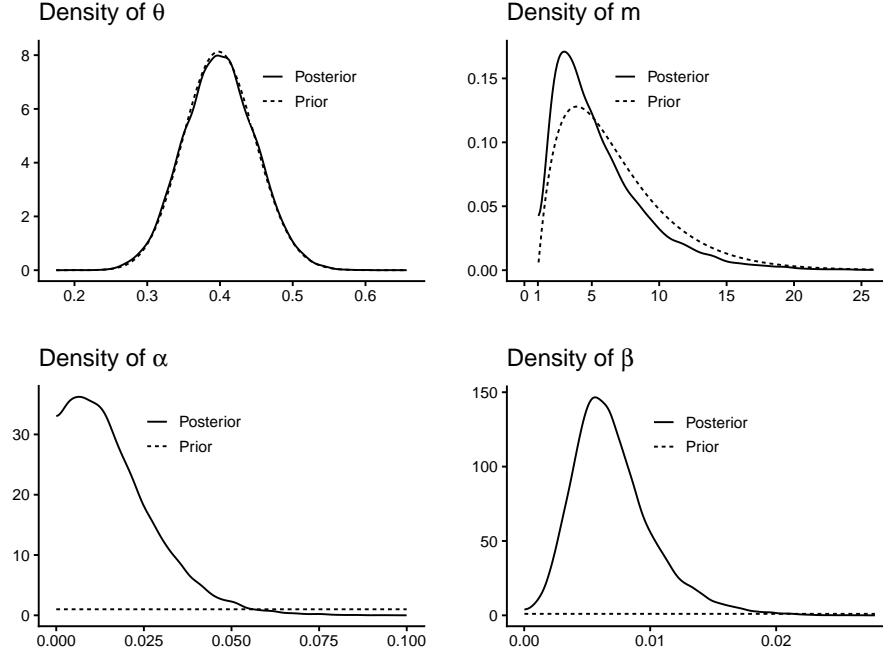 Density of θ
8
6
4
2
0
0.2 0.3 0.4 0.5 0.6
Posterior
Prior
Density of m
0.15
0.10
0.05
0.00
0 1 5 10 15 20 25
Posterior
Prior
Density of α
30
20
10
0
0.000 0.025 0.050 0.075 0.100
Posterior
Prior
Density of β
150
100
50
0
0.00 0.01 0.02
Posterior
Prior